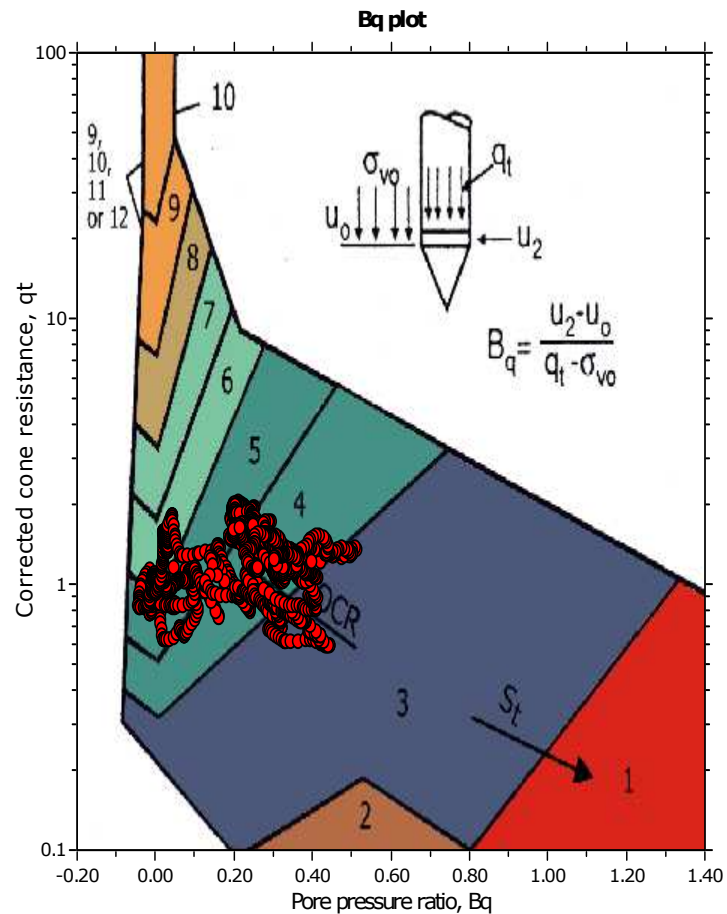 Bq plot
100
10
1
0.1
Corrected cone resistance, qt
-0.20
0.00
0.20
0.40
0.60
0.80
1.00
1.20
1.40
Pore pressure ratio, Bq
10
9,
10,
11
or 12
9
8
7
6
5
4
3
2
1
σvo
qt
uo
u2
Bq= u2-uo
qt-σvo
OCR
St